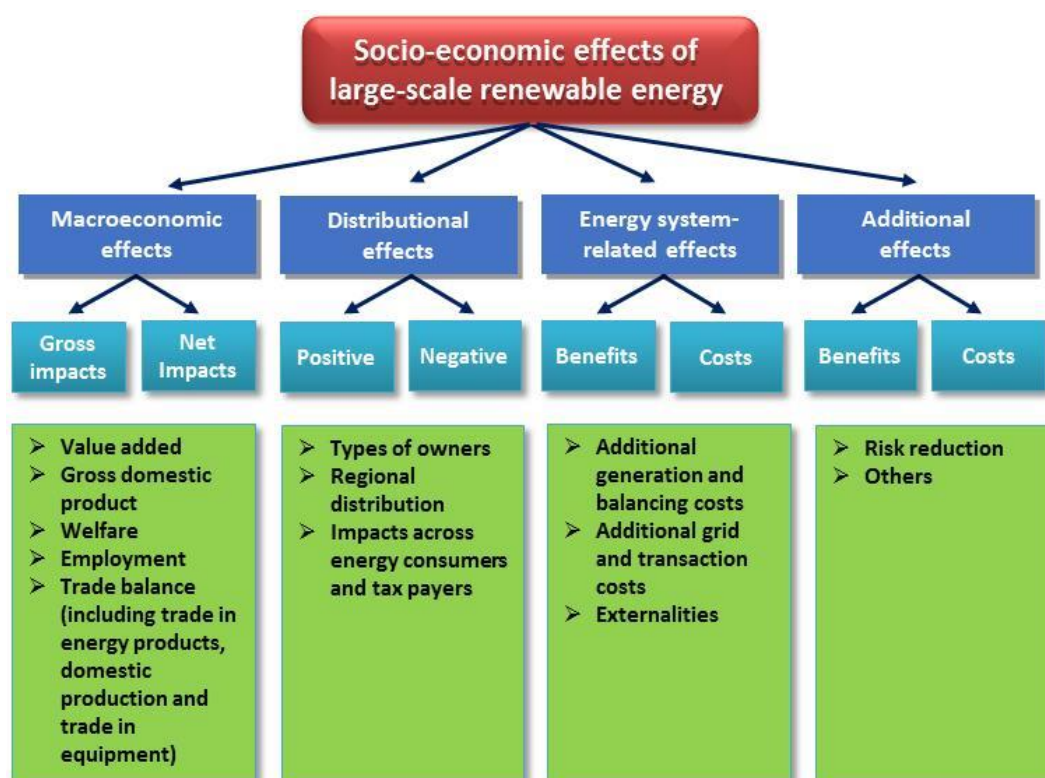 Socio-economic effects of
large-scale renewable energy
Macroeconomic
effects
Distributional
effects
Energy system-
related effects
Additional
effects
Gross
impacts
Net
Impacts
Positive
Negative
Benefits
Costs
Benefits
Costs
➢ Value added
➢ Gross domestic
product
➢ Welfare
➢ Employment
➢ Trade balance
(including trade in
energy products,
domestic
production and
trade in
equipment)
➢ Types of owners
➢ Regional
distribution
➢ Impacts across
energy consumers
and tax payers
➢ Additional
generation and
balancing costs
➢ Additional grid
and transaction
costs
➢ Externalities
➢ Risk reduction
➢ Others